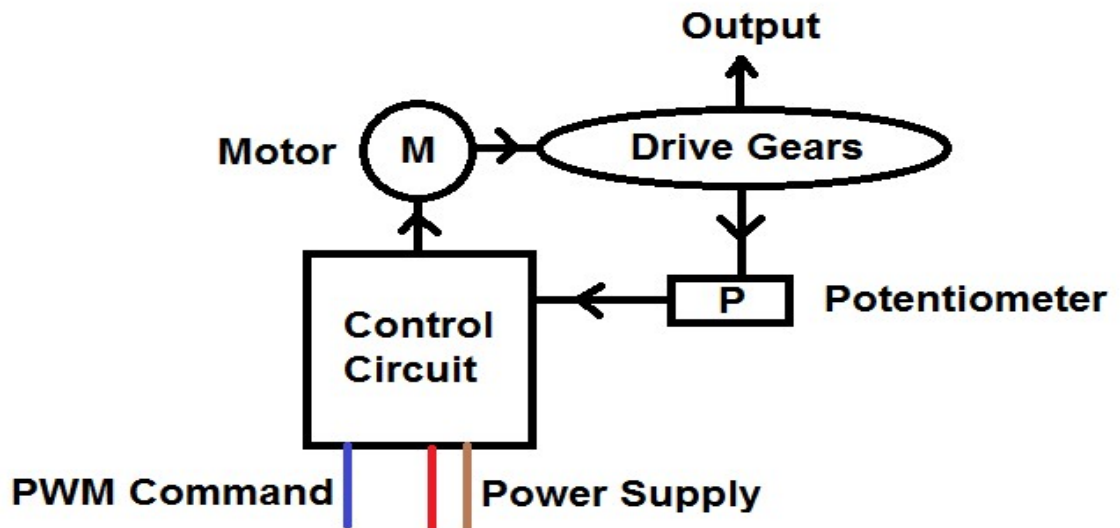 Output
Motor
M
Drive Gears
P
Potentiometer
Control
Circuit
PWM Command
Power Supply